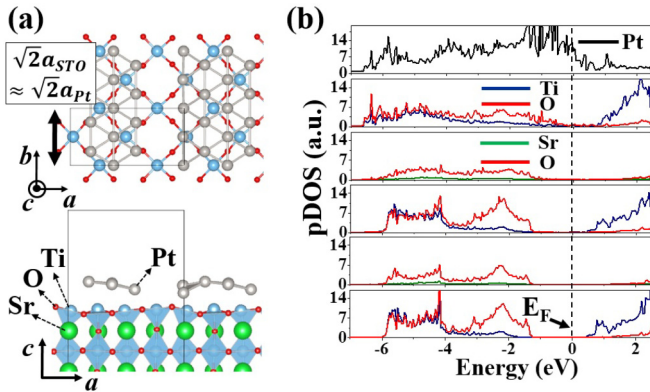 (a)
√2a_STO
≈ √2a_Pt
b
c
a
Ti
O
Sr
Pt
c
a
(b)
pDOS (a.u.)
14
7
0
Pt
14
7
0
Ti
O
14
7
0
Sr
O
14
7
0
14
7
0
14
7
0
E_F
-6
-4
-2
0
2
Energy (eV)